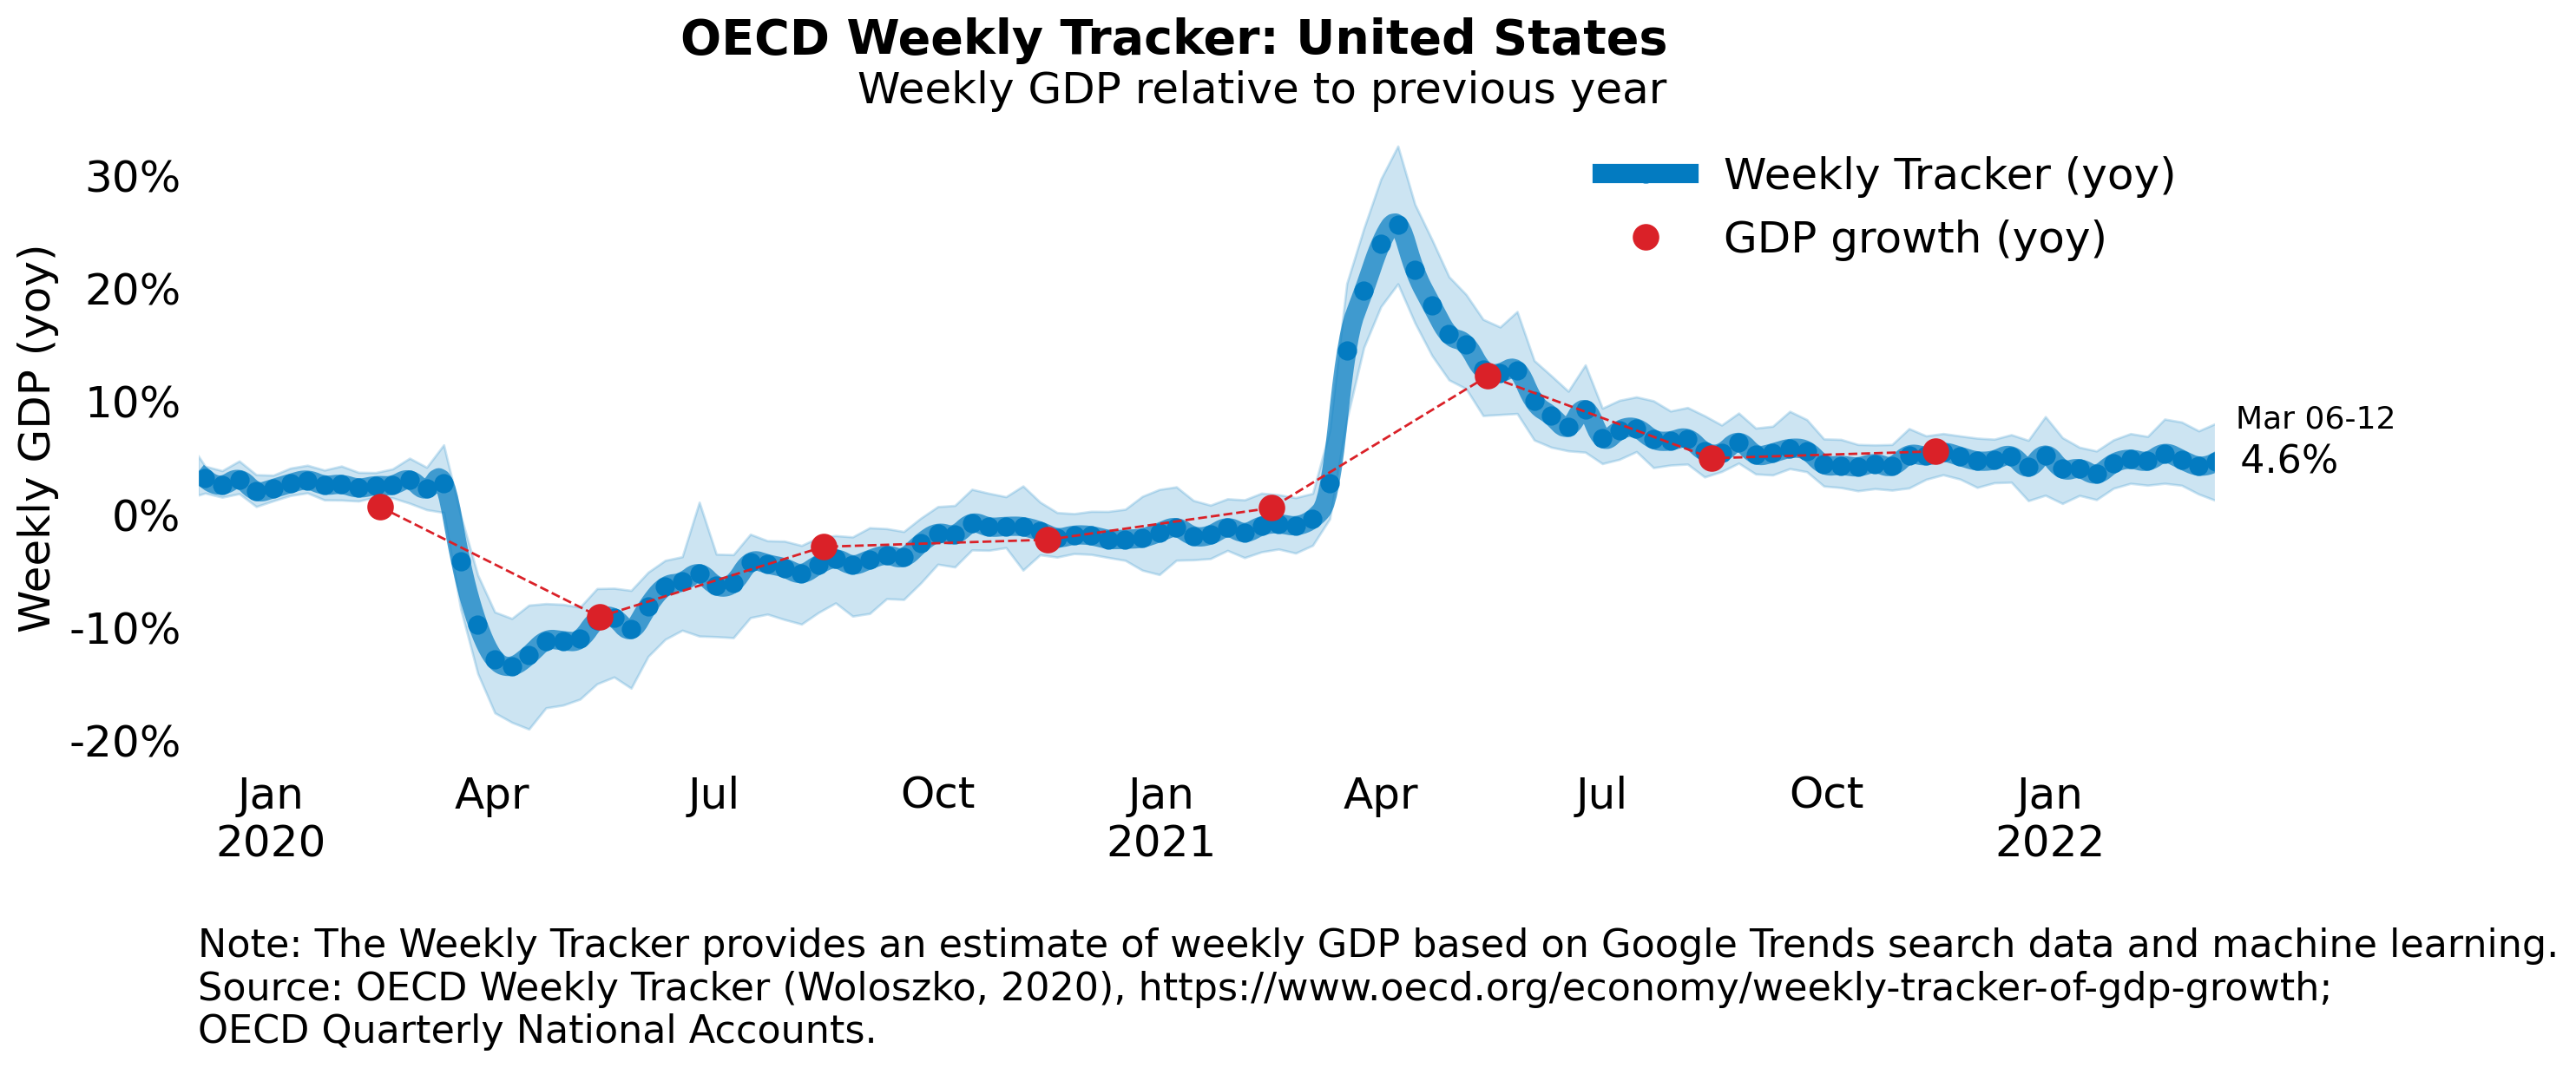 OECD Weekly Tracker: United States
Weekly GDP relative to previous year
Weekly Tracker (yoy)
GDP growth (yoy)
Weekly GDP (yoy)
30%
20%
10%
0%
-10%
-20%
Mar 06-12
4.6%
Jan Apr Jul Oct Jan Apr Jul Oct Jan
2020 2021 2022
Note: The Weekly Tracker provides an estimate of weekly GDP based on Google Trends search data and machine learning.
Source: OECD Weekly Tracker (Woloszko, 2020), https://www.oecd.org/economy/weekly-tracker-of-gdp-growth;
OECD Quarterly National Accounts.